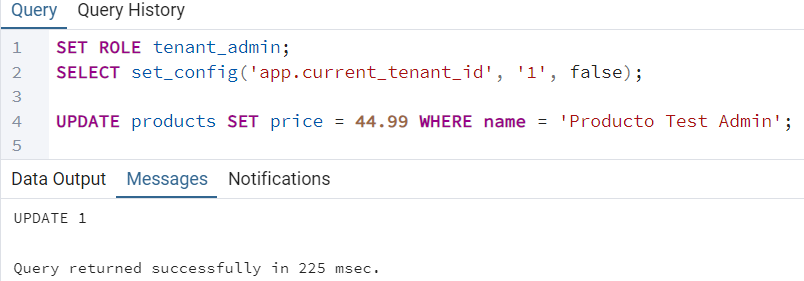 Query Query History
1 SET ROLE tenant_admin;
2 SELECT set_config('app.current_tenant_id', '1', false);
3
4 UPDATE products SET price = 44.99 WHERE name = 'Producto Test Admin';
5
Data Output Messages Notifications
UPDATE 1
Query returned successfully in 225 msec.